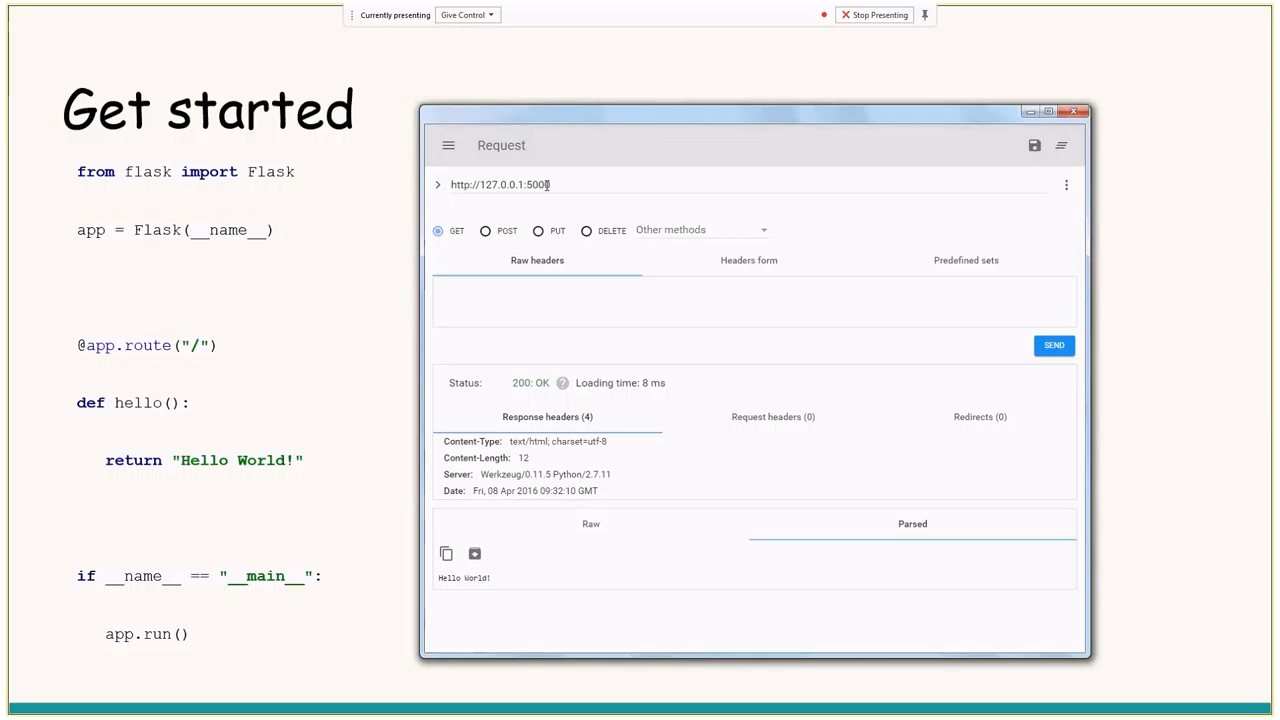 Currently presenting
Give Control
Stop Presenting
Get started
from flask import Flask
app = Flask(__name__)
@app.route("/")
def hello():
return "Hello World!"
if __name__ == "__main__":
app.run()
Request
http://127.0.0.1:5000
GET
POST
PUT
DELETE
Other methods
Raw headers
Headers form
Predefined sets
SEND
Status: 200: OK ? Loading time: 8 ms
Response headers (4)
Request headers (0)
Redirects (0)
Content-Type: text/html; charset=utf-8
Content-Length: 12
Server: Werkzeug/0.11.5 Python/2.7.11
Date: Fri, 08 Apr 2016 09:32:10 GMT
Raw
Parsed
Hello World!